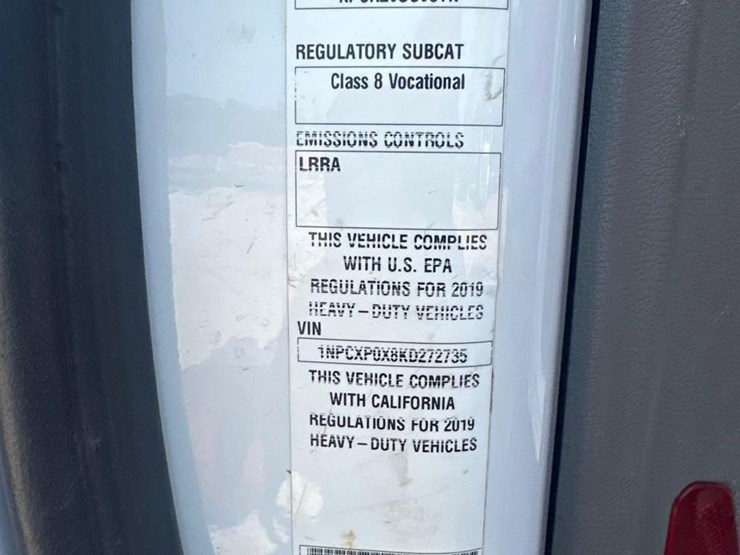 REGULATORY SUBCAT
Class 8 Vocational
EMISSIONS CONTROLS
LRRA
THIS VEHICLE COMPLIES
WITH U.S. EPA
REGULATIONS FOR 2019
HEAVY-DUTY VEHICLES
VIN
1NPCXP0X8KD272735
THIS VEHICLE COMPLIES
WITH CALIFORNIA
REGULATIONS FOR 2019
HEAVY-DUTY VEHICLES